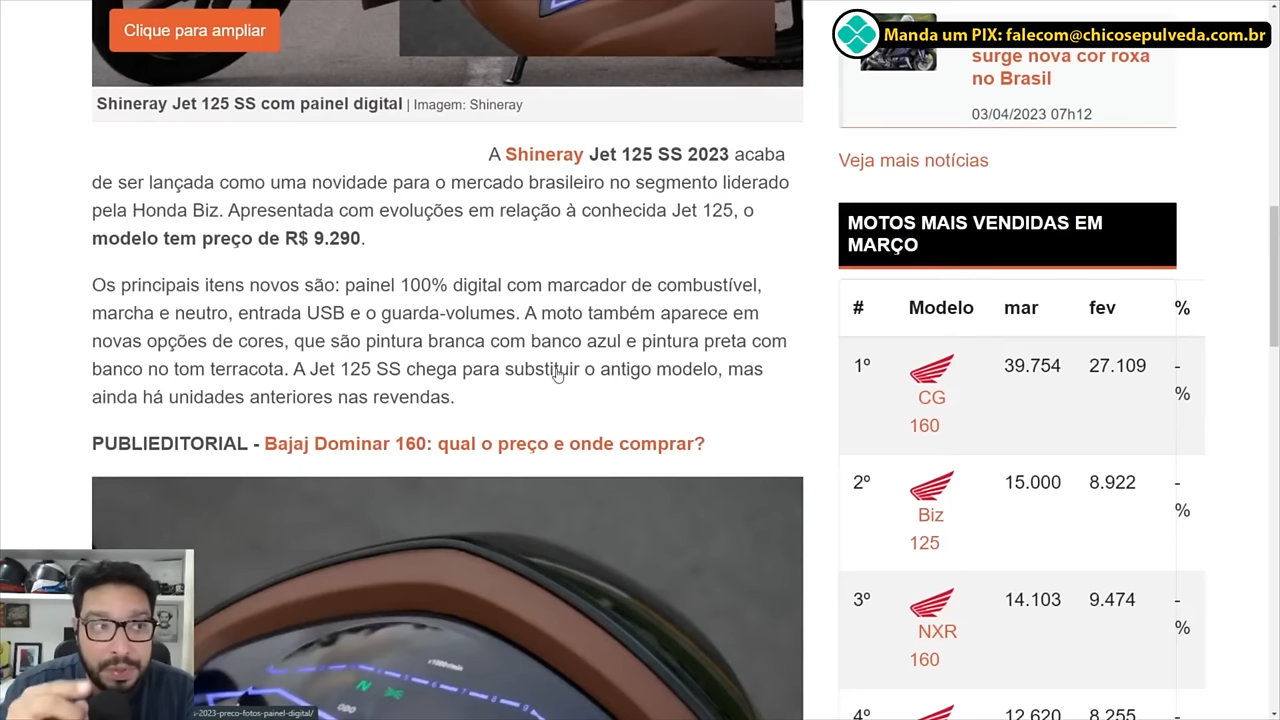 Clique para ampliar
Manda um PIX: falecom@chicosepulveda.com.br
surge nova cor roxa
no Brasil
03/04/2023 07h12
Shineray Jet 125 SS com painel digital | Imagem: Shineray
A Shineray Jet 125 SS 2023 acaba
de ser lançada como uma novidade para o mercado brasileiro no segmento liderado
pela Honda Biz. Apresentada com evoluções em relação à conhecida Jet 125, o
modelo tem preço de R$ 9.290.
Os principais itens novos são: painel 100% digital com marcador de combustível,
marcha e neutro, entrada USB e o guarda-volumes. A moto também aparece em
novas opções de cores, que são pintura branca com banco azul e pintura preta com
banco no tom terracota. A Jet 125 SS chega para substituir o antigo modelo, mas
ainda há unidades anteriores nas revendas.
PUBLIEDITORIAL - Bajaj Dominar 160: qual o preço e onde comprar?
Veja mais notícias
MOTOS MAIS VENDIDAS EM
MARÇO
# Modelo mar fev %
1º CG 160 39.754 27.109 -%
2º Biz 125 15.000 8.922 -%
3º NXR 160 14.103 9.474 -%
4º 12.620 8.255 -
x1000r/min
N
s-2023-preco-fotos-painel-digital/